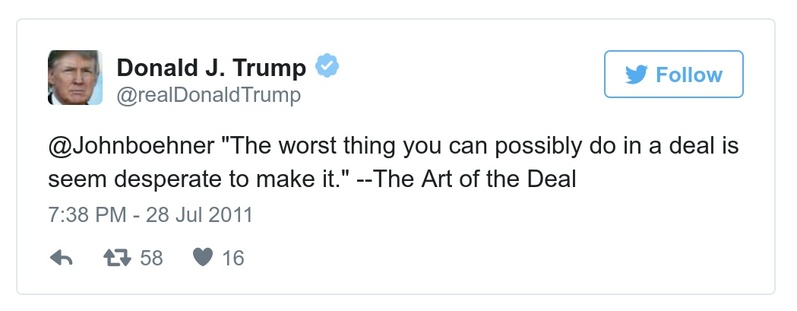 Donald J. Trump
@realDonaldTrump
Follow
@Johnboehner "The worst thing you can possibly do in a deal is
seem desperate to make it." --The Art of the Deal
7:38 PM - 28 Jul 2011
58 16